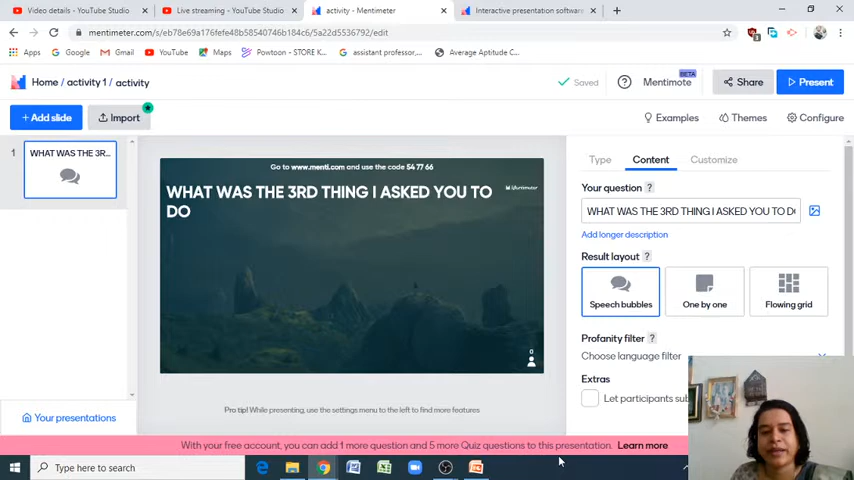 Video details - YouTube Studio
Live streaming - YouTube Studio
activity - Mentimeter
Interactive presentation software
mentimeter.com/s/eb78e69a176fefe48b58540746b184c6/5a22d5532796/edit
Apps
Google
Gmail
YouTube
Maps
Powtoon - STORE K...
assistant professor,...
Average Aptitude C...
Home / activity 1 / activity
Saved
?
Mentimote
BETA
Share
Present
+ Add slide
Import
Examples
Themes
Configure
1
WHAT WAS THE 3R...
Go to www.menti.com and use the code 54 77 66
WHAT WAS THE 3RD THING I ASKED YOU TO
DO
Mentimeter
0
Pro tip! While presenting, use the settings menu to the left to find more features
Your presentations
Type
Content
Customize
Your question ?
WHAT WAS THE 3RD THING I ASKED YOU TO DO
Add longer description
Result layout ?
Speech bubbles
One by one
Flowing grid
Profanity filter ?
Choose language filter
Extras
Let participants sub
With your free account, you can add 1 more question and 5 more Quiz questions to this presentation. Learn more
Type here to search